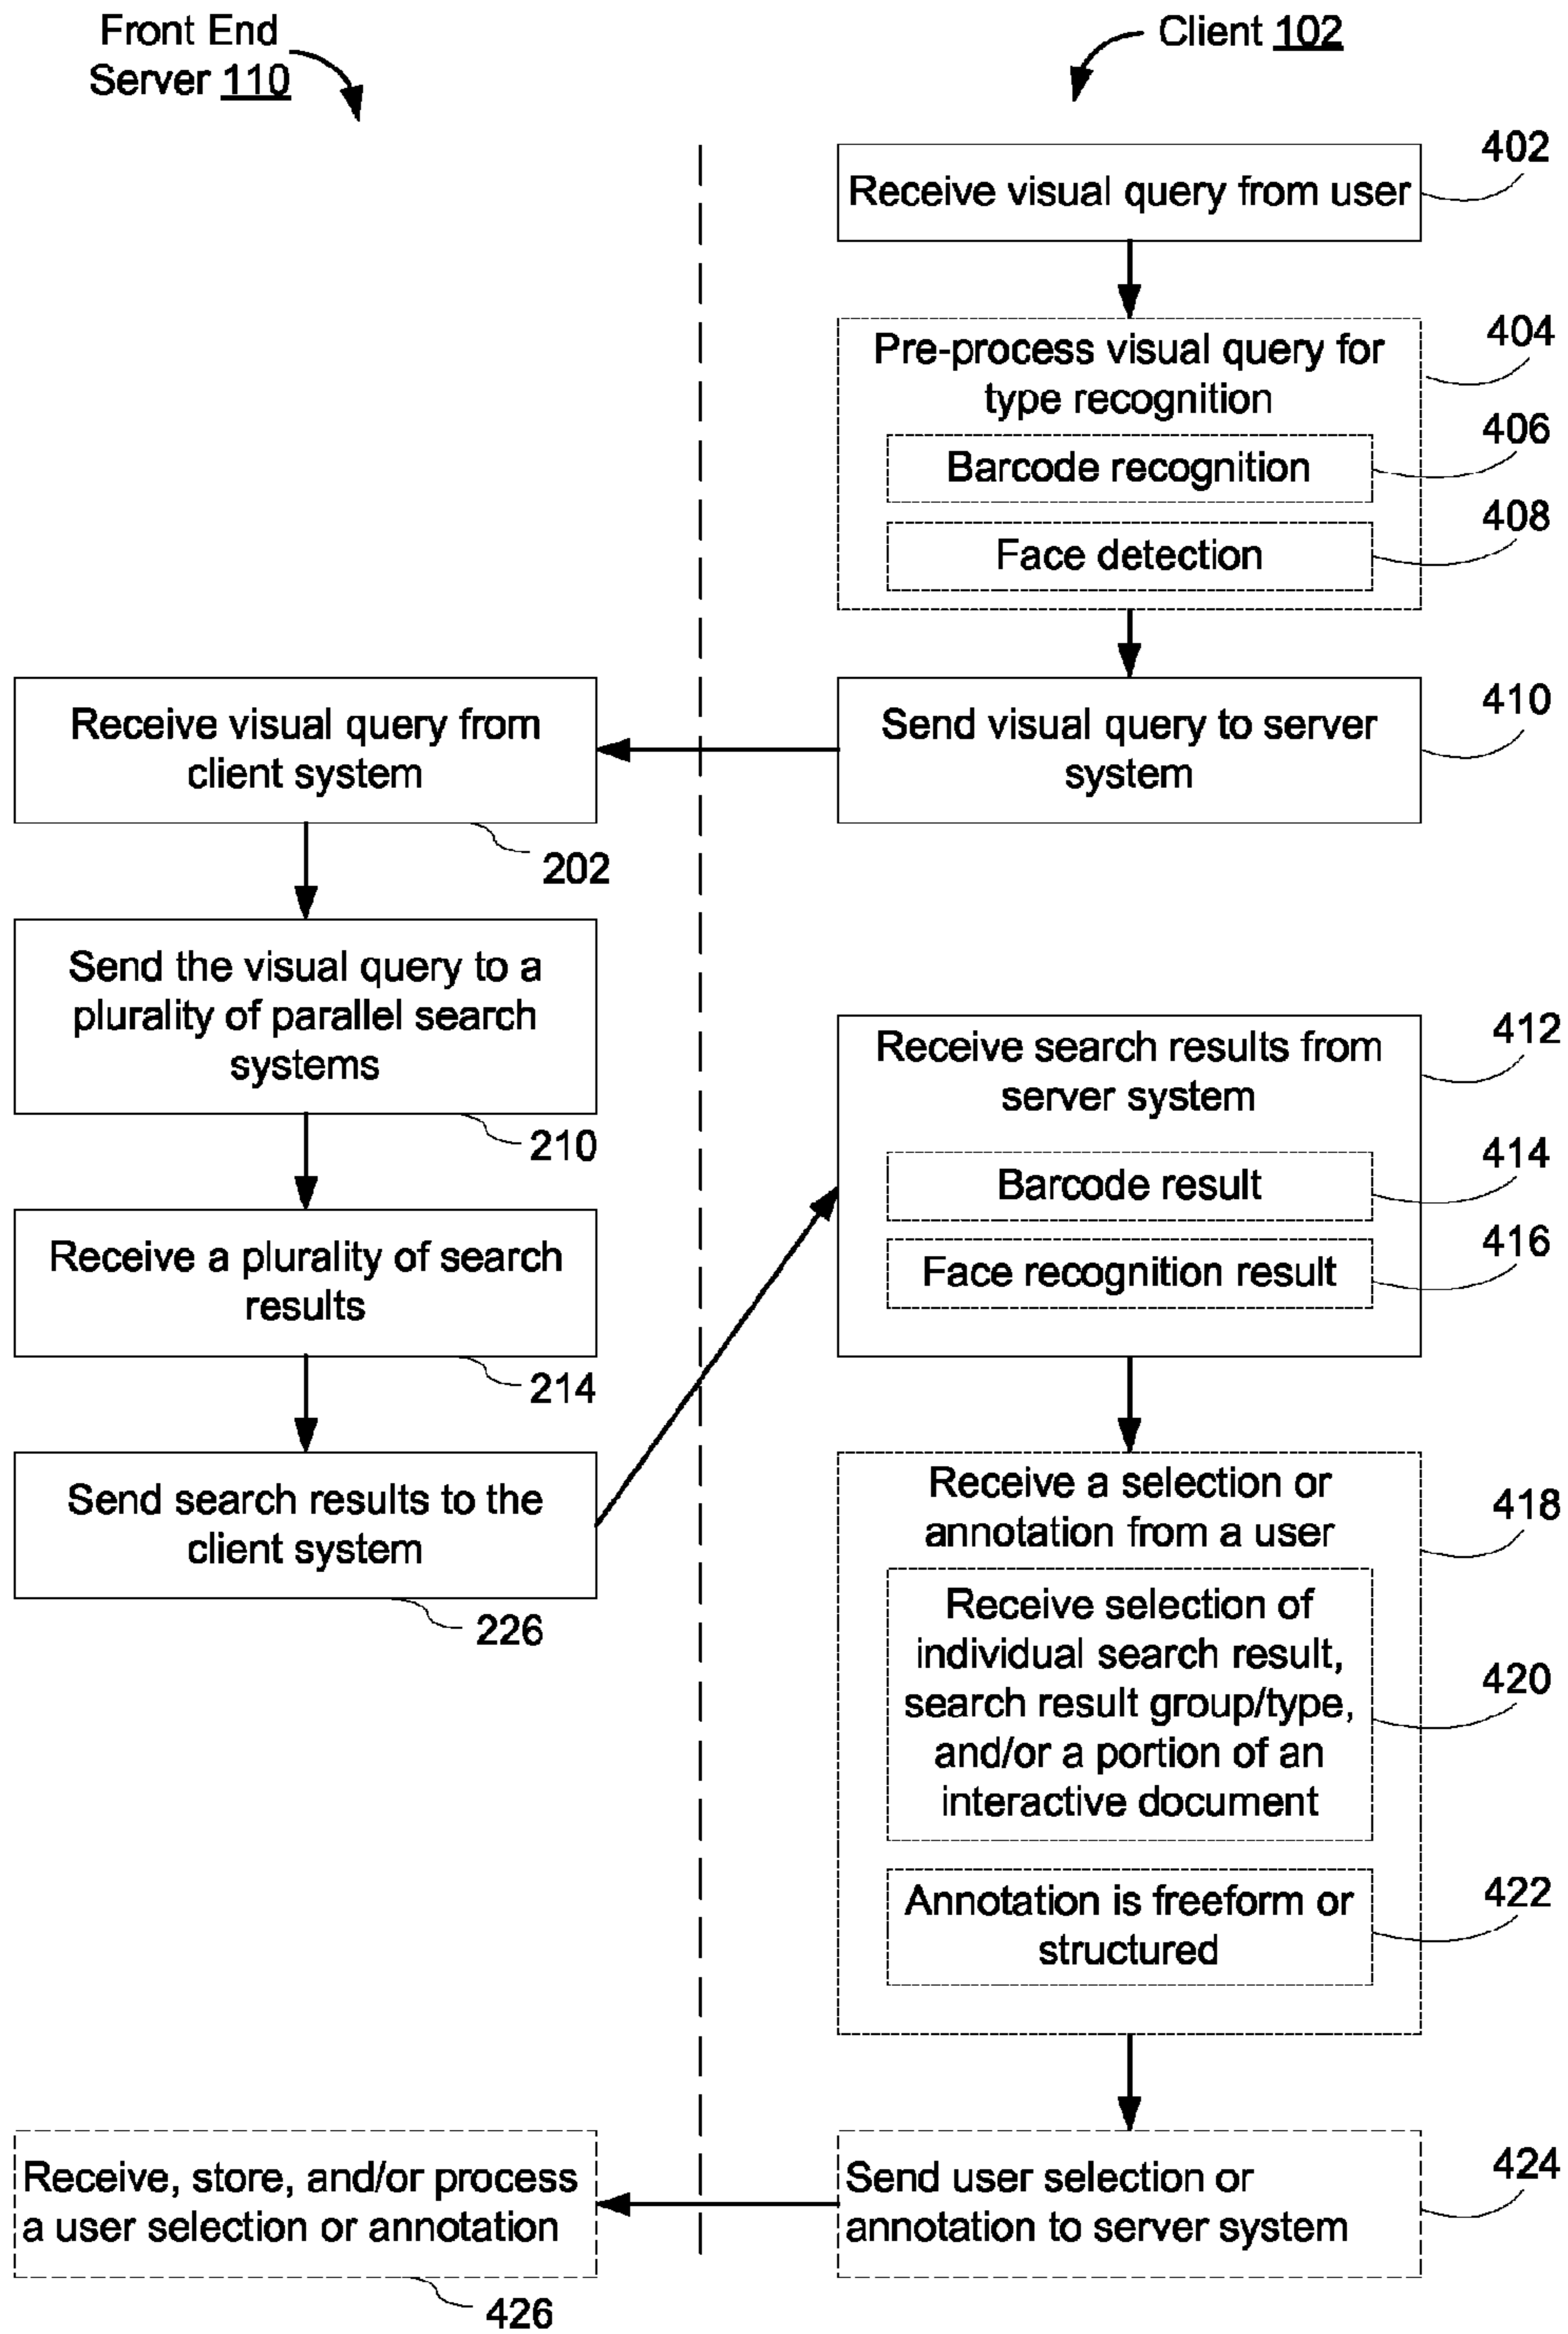 Front End
Server 110
Client 102
Receive visual query from user
402
Pre-process visual query for
type recognition
404
Barcode recognition
406
Face detection
408
Send visual query to server
system
410
Receive visual query from
client system
202
Send the visual query to a
plurality of parallel search
systems
210
Receive a plurality of search
results
214
Send search results to the
client system
226
Receive search results from
server system
412
Barcode result
414
Face recognition result
416
Receive a selection or
annotation from a user
418
Receive selection of
individual search result,
search result group/type,
and/or a portion of an
interactive document
420
Annotation is freeform or
structured
422
Send user selection or
annotation to server system
424
Receive, store, and/or process
a user selection or annotation
426